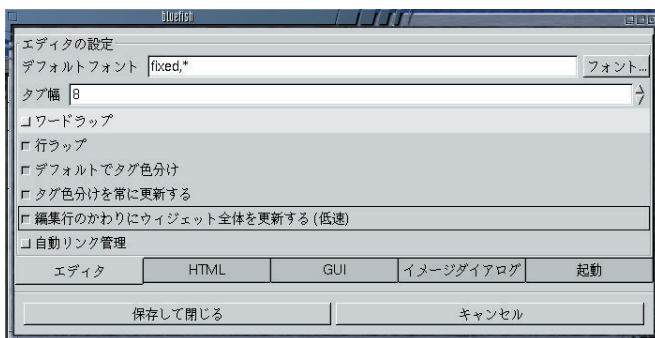 bluefish
エディタの設定
デフォルトフォント fixed,* フォント...
タブ幅 8
ワードラップ
行ラップ
デフォルトでタグ色分け
タグ色分けを常に更新する
編集行のかわりにウィジェット全体を更新する(低速)
自動リンク管理
エディタ HTML GUI イメージダイアログ 起動
保存して閉じる キャンセル